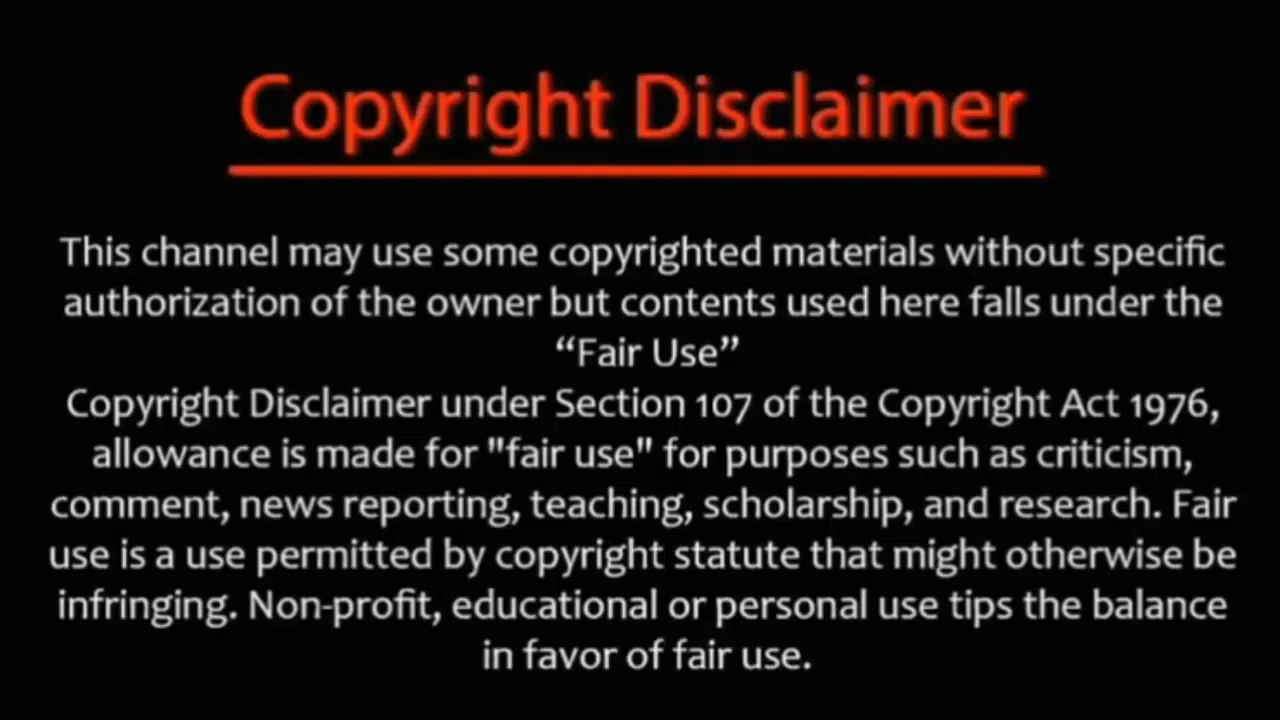 Copyright Disclaimer
This channel may use some copyrighted materials without specific
authorization of the owner but contents used here falls under the
“Fair Use”
Copyright Disclaimer under Section 107 of the Copyright Act 1976,
allowance is made for "fair use" for purposes such as criticism,
comment, news reporting, teaching, scholarship, and research. Fair
use is a use permitted by copyright statute that might otherwise be
infringing. Non-profit, educational or personal use tips the balance
in favor of fair use.